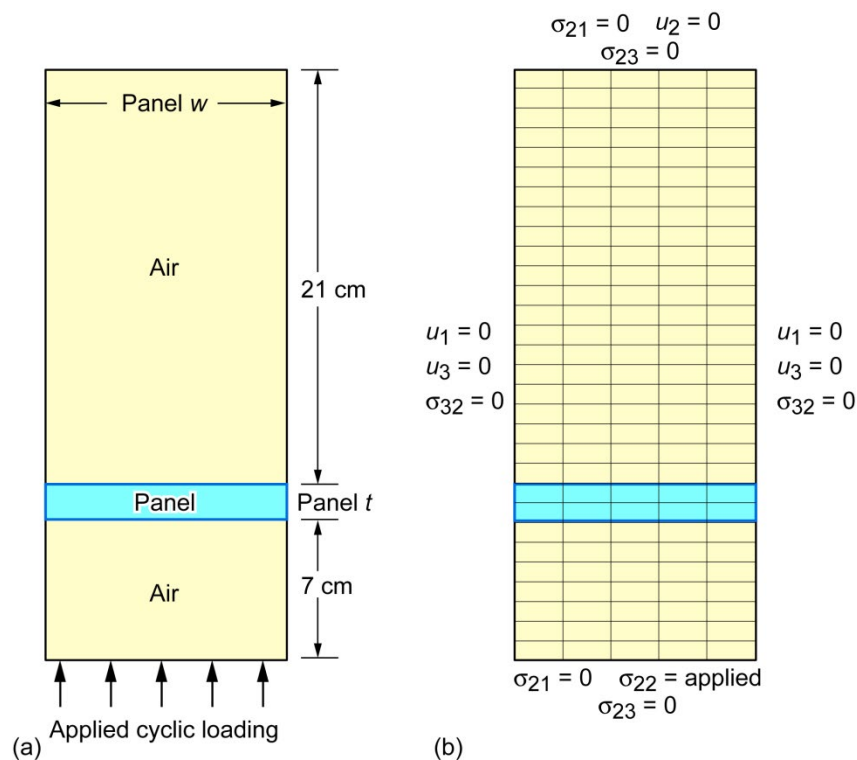 Panel w
Air
21 cm
Panel
Panel t
Air
7 cm
Applied cyclic loading
(a)
σ21 = 0 u2 = 0
σ23 = 0
u1 = 0
u3 = 0
σ32 = 0
u1 = 0
u3 = 0
σ32 = 0
σ21 = 0 σ22 = applied
σ23 = 0
(b)